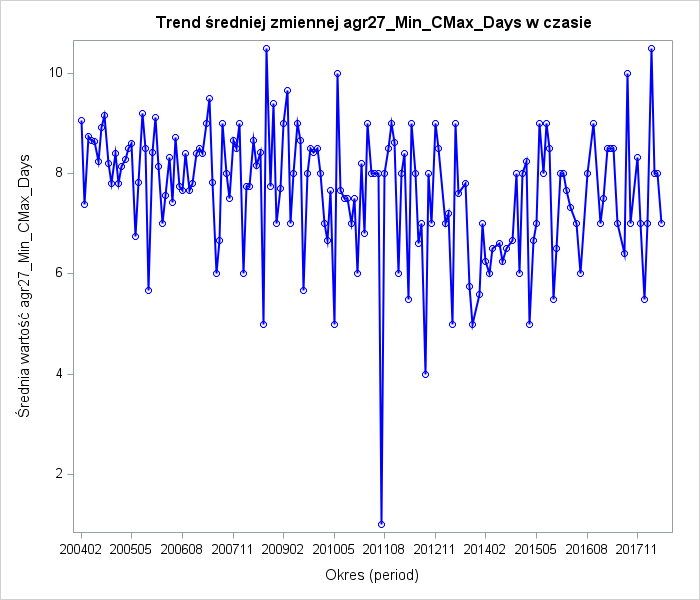 Trend średniej zmiennej agr27_Min_CMax_Days w czasie
Średnia wartość agr27_Min_CMax_Days
10
8
6
4
2
200402 200505 200608 200711 200902 201005 201108 201211 201402 201505 201608 201711
Okres (period)